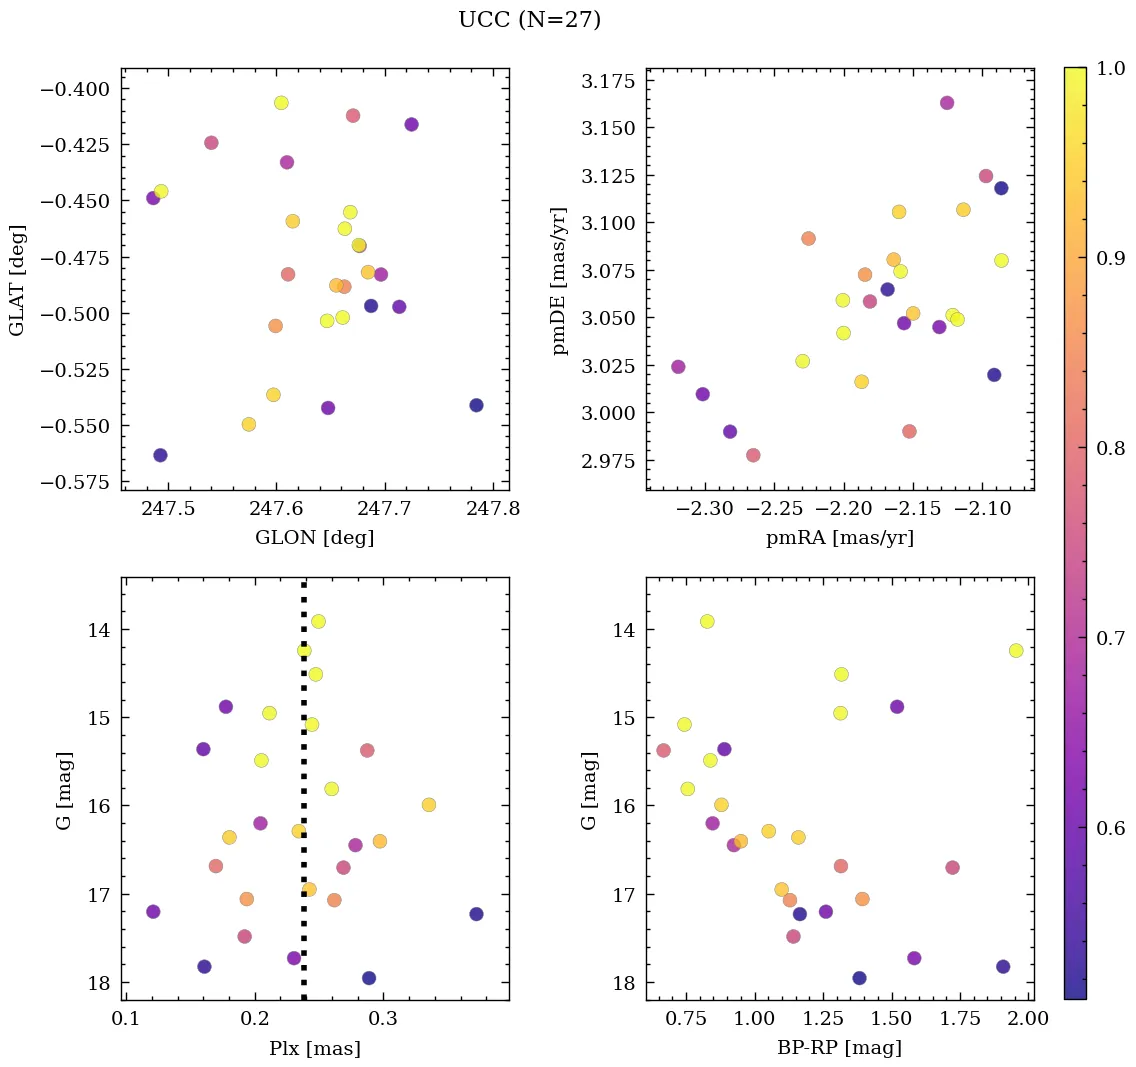 UCC (N=27)
−0.400
−0.425
−0.450
−0.475
−0.500
−0.525
−0.550
−0.575
GLAT [deg]
247.5 247.6 247.7 247.8
GLON [deg]
3.175
3.150
3.125
3.100
3.075
3.050
3.025
3.000
2.975
pmDE [mas/yr]
−2.30 −2.25 −2.20 −2.15 −2.10
pmRA [mas/yr]
14
15
16
17
18
G [mag]
0.1 0.2 0.3
Plx [mas]
14
15
16
17
18
G [mag]
0.75 1.00 1.25 1.50 1.75 2.00
BP-RP [mag]
1.0
0.9
0.8
0.7
0.6